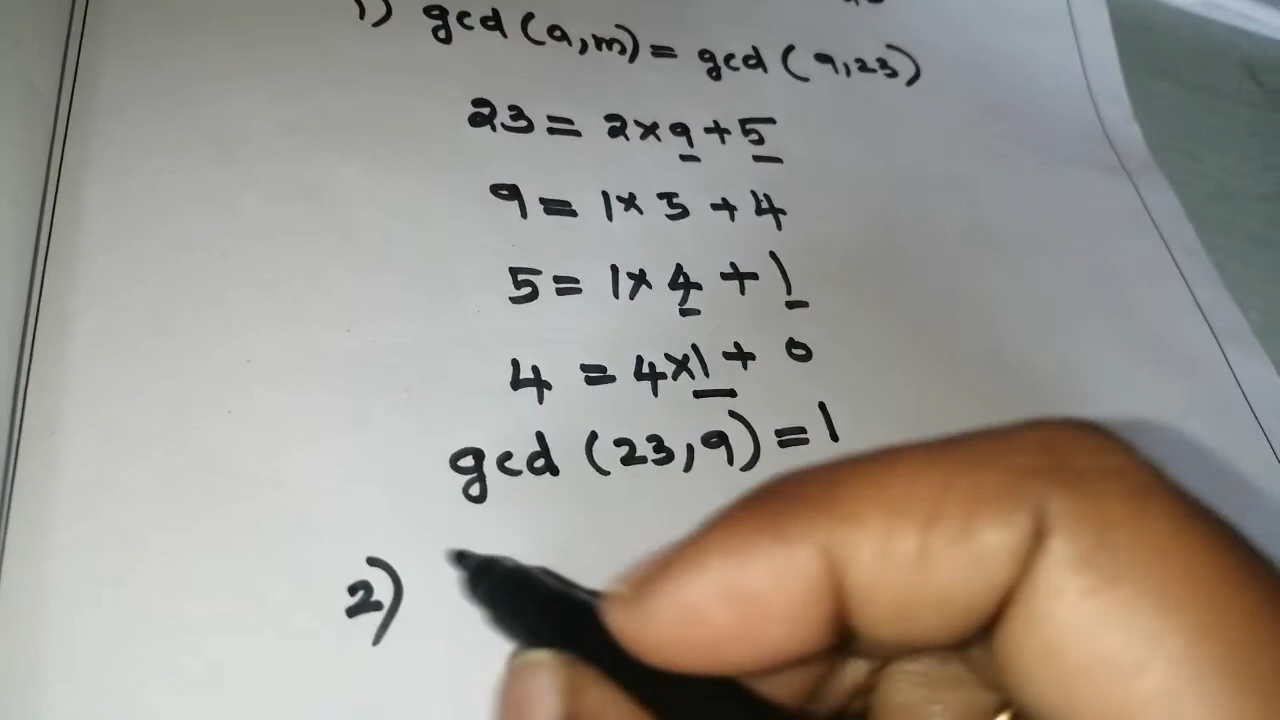 1) gcd (a,m) = gcd (9,23)
23 = 2×9+5
9 = 1×5+4
5 = 1×4+1
4 = 4×1+0
gcd (23,9) = 1
2)